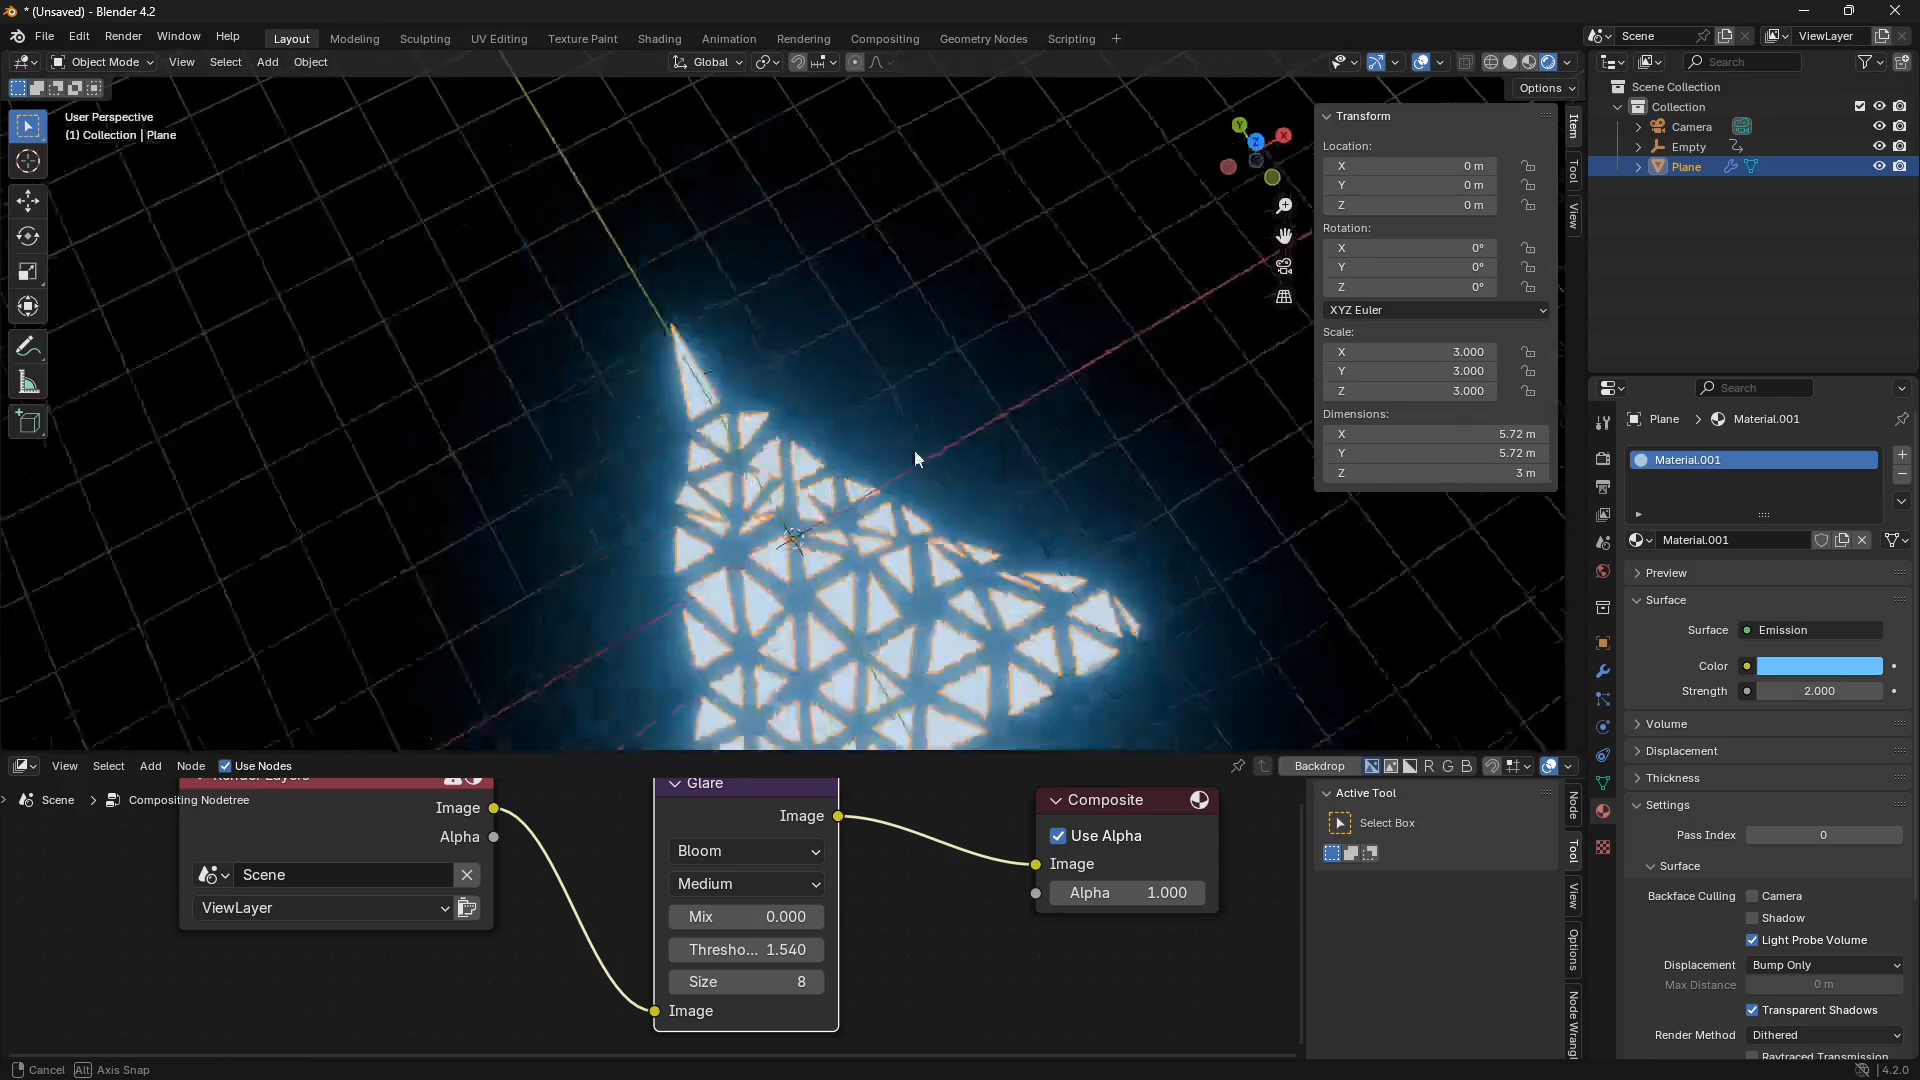 * (Unsaved) - Blender 4.2
File Edit Render Window Help
Layout Modeling Sculpting UV Editing Texture Paint Shading Animation Rendering Compositing Geometry Nodes Scripting +
Scene
ViewLayer
Object Mode View Select Add Object
Global
Search
Options
User Perspective
(1) Collection | Plane
Y
X
Z
Transform
Location:
X 0 m
Y 0 m
Z 0 m
Rotation:
X 0°
Y 0°
Z 0°
XYZ Euler
Scale:
X 3.000
Y 3.000
Z 3.000
Dimensions:
X 5.72 m
Y 5.72 m
Z 3 m
Item
Tool
View
Scene Collection
Collection
Camera
Empty
Plane
Search
Plane > Material.001
Material.001
Material.001
Preview
Surface
Surface Emission
Color
Strength 2.000
Volume
Displacement
Thickness
Settings
Pass Index 0
Surface
Backface Culling Camera
Shadow
Light Probe Volume
Displacement Bump Only
Max Distance 0 m
Transparent Shadows
Render Method Dithered
Raytraced Transmission
View Select Add Node Use Nodes
Backdrop
R G B
Scene > Compositing Nodetree
Render Layers
Image
Alpha
Scene
ViewLayer
Glare
Image
Bloom
Medium
Mix 0.000
Thresho... 1.540
Size 8
Image
Composite
Use Alpha
Image
Alpha 1.000
Active Tool
Select Box
Node
Tool
View
Options
Node Wrangl
Cancel Alt Axis Snap
4.2.0